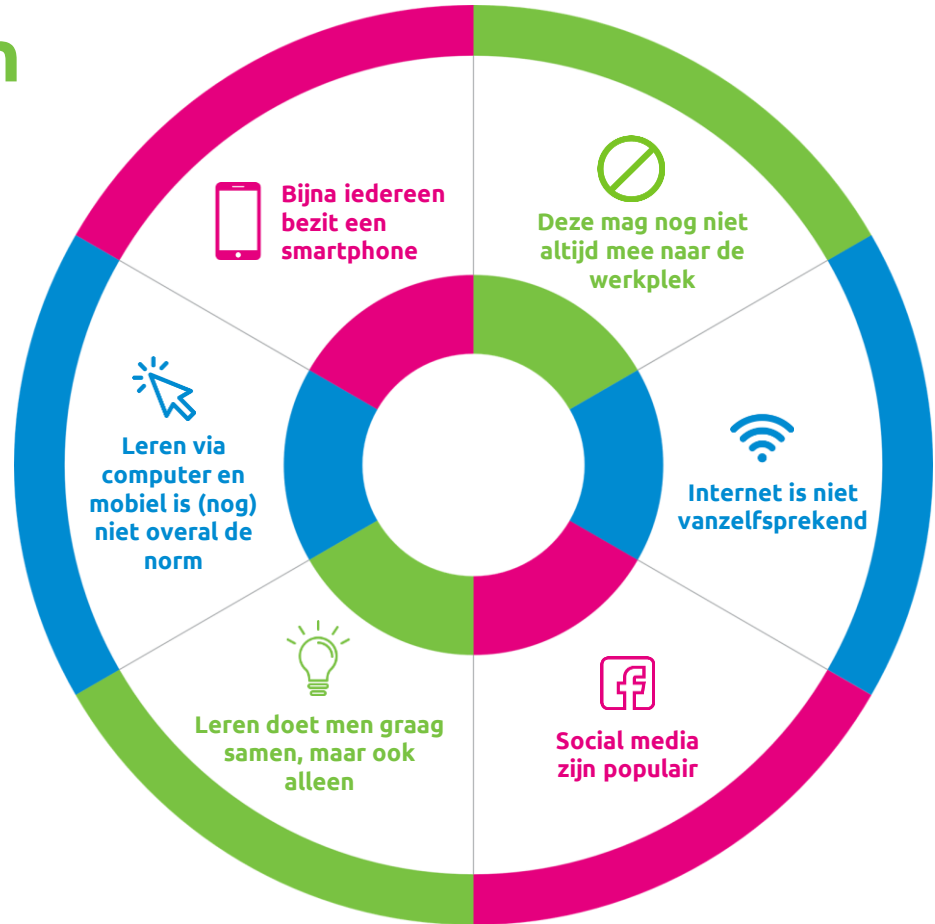 n
Bijna iedereen
bezit een
smartphone
Deze mag nog niet
altijd mee naar de
werkplek
Internet is niet
vanzelfsprekend
Social media
zijn populair
Leren doet men graag
samen, maar ook
alleen
Leren via
computer en
mobiel is (nog)
niet overal de
norm